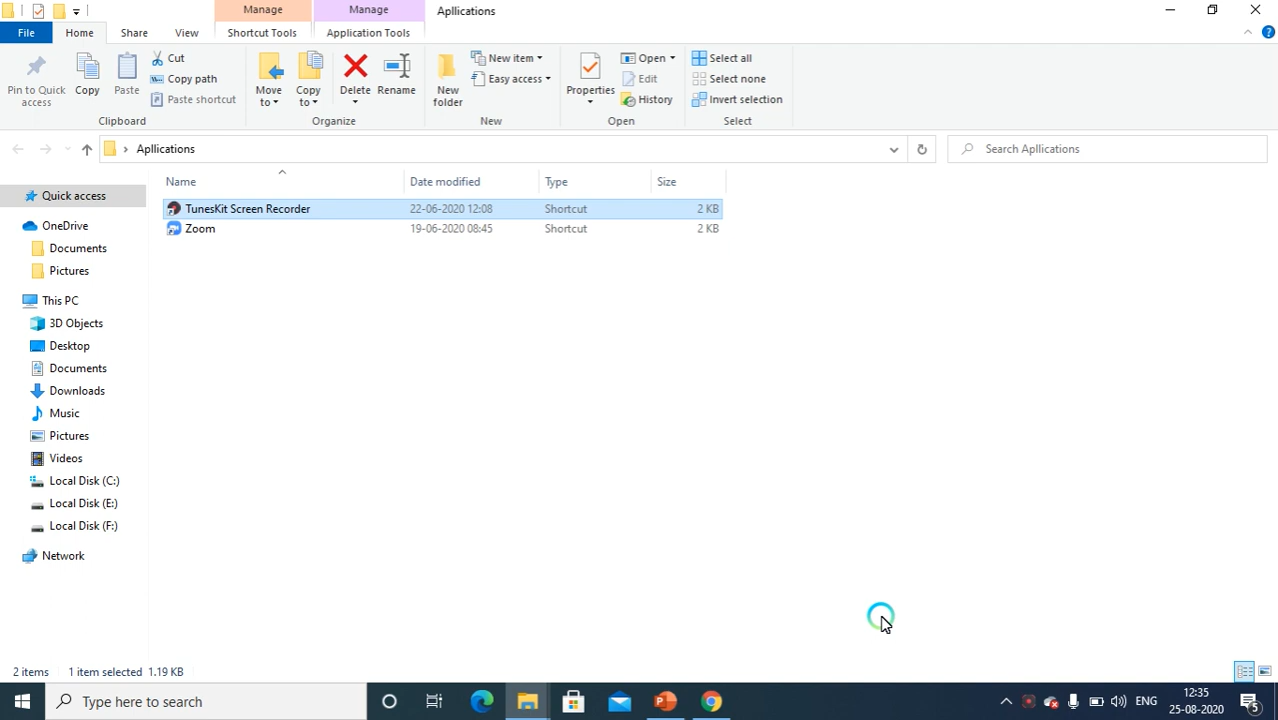 Manage Manage Apllications
File Home Share View Shortcut Tools Application Tools
Pin to Quick access
Copy
Paste
Cut
Copy path
Paste shortcut
Clipboard
Move to
Copy to
Delete
Rename
Organize
New folder
New item
Easy access
New
Properties
Open
Edit
History
Open
Select all
Select none
Invert selection
Select
Apllications
Search Apllications
Name Date modified Type Size
TunesKit Screen Recorder 22-06-2020 12:08 Shortcut 2 KB
Zoom 19-06-2020 08:45 Shortcut 2 KB
Quick access
OneDrive
Documents
Pictures
This PC
3D Objects
Desktop
Documents
Downloads
Music
Pictures
Videos
Local Disk (C:)
Local Disk (E:)
Local Disk (F:)
Network
2 items 1 item selected 1.19 KB
Type here to search
ENG
12:35
25-08-2020
5